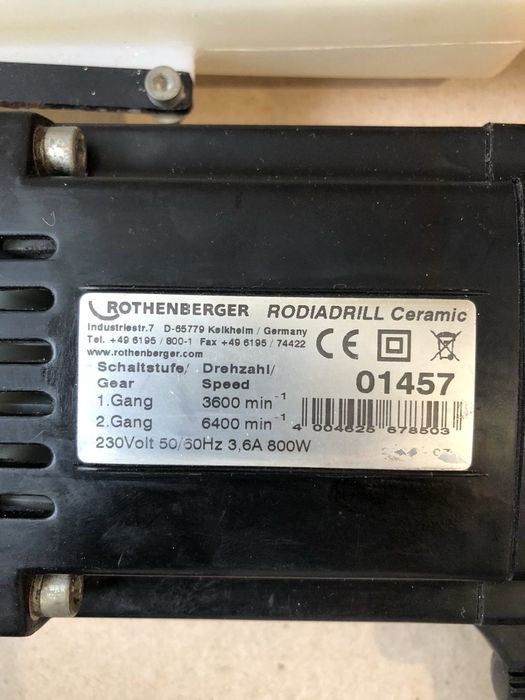 ROTHENBERGER RODIADRILL Ceramic
Industriestr.7 D-65779 Kelkheim / Germany
Tel. +49 6195 / 800-1 Fax +49 6195 / 74422
www.rothenberger.com
CE
Schaltstufe/ Drehzahl/
Gear Speed
01457
1.Gang 3600 min-1
2.Gang 6400 min-1
4 004625 678503
230Volt 50/60Hz 3,6A 800W